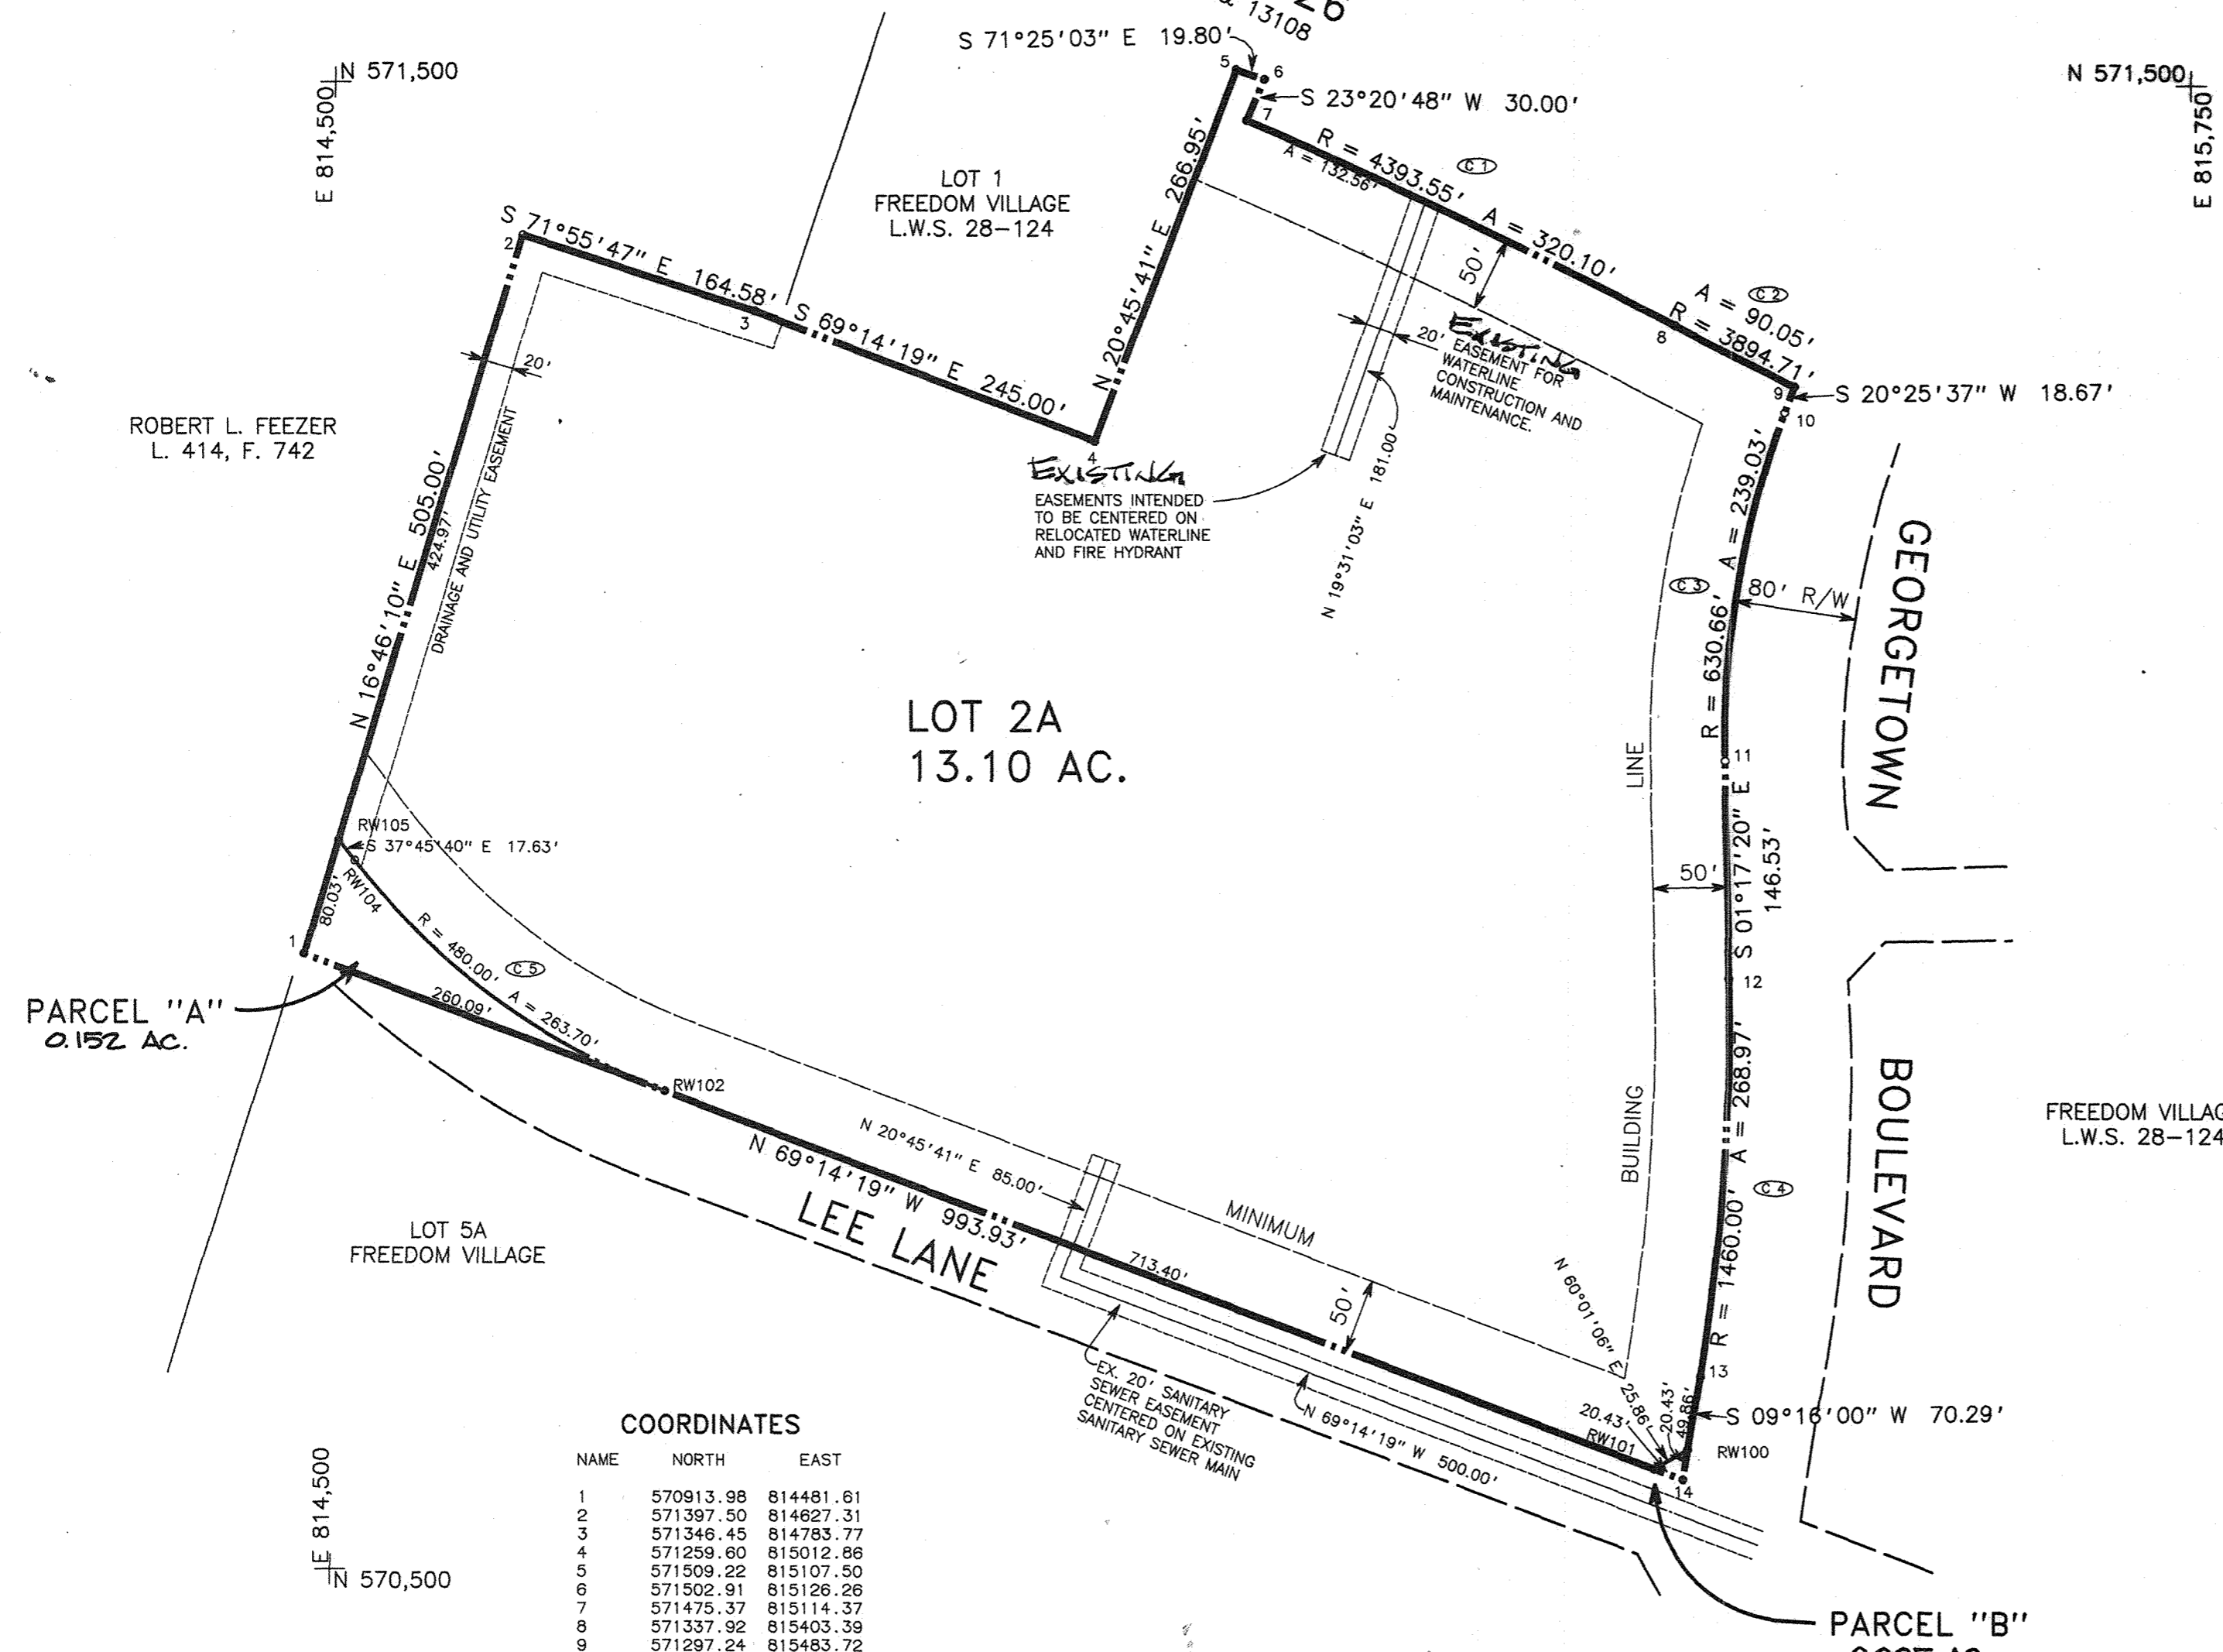 26
& 13108
S 71°25'03" E 19.80'
5
6
N 571,500
E 814,500
N 571,500
E 815,750
S 23°20'48" W 30.00'
7
R = 4393.55'
A = 320.10'
A = 132.56'
C 1
LOT 1
FREEDOM VILLAGE
L.W.S. 28-124
N 20°45'41" E 266.95'
S 71°55'47" E 164.58'
2
3
S 69°14'19" E 245.00'
4
50'
A = 90.05'
C 2
R = 3894.71'
8
9
S 20°25'37" W 18.67'
10
20'
EXISTING
20' EASEMENT FOR
WATERLINE
CONSTRUCTION AND
MAINTENANCE.
N 19°31'03" E 181.00'
EXISTING
EASEMENTS INTENDED
TO BE CENTERED ON
RELOCATED WATERLINE
AND FIRE HYDRANT
ROBERT L. FEEZER
L. 414, F. 742
N 16°46'10" E 505.00'
424.97'
DRAINAGE AND UTILITY EASEMENT
R = 630.66' A = 239.03'
C 3
80' R/W
GEORGETOWN
BOULEVARD
LOT 2A
13.10 AC.
11
S 01°17'20" E
146.53'
50'
12
MINIMUM
BUILDING
LINE
RW105
S 37°45'40" E 17.63'
RW104
80.03'
1
R = 480.00' A = 263.70'
C 5
260.09'
PARCEL "A"
0.152 AC.
RW102
N 69°14'19" W 993.93'
LEE LANE
N 20°45'41" E 85.00'
713.40'
50'
R = 1460.00' A = 268.97'
C 4
FREEDOM VILLAG
L.W.S. 28-124
LOT 5A
FREEDOM VILLAGE
N 60°01'06" E 25.86'
13
20.43'
49.86'
S 09°16'00" W 70.29'
20.43'
RW101
RW100
14
EX. 20' SANITARY
SEWER EASEMENT
CENTERED ON EXISTING
SANITARY SEWER MAIN
N 69°14'19" W 500.00'
E 814,500
N 570,500
COORDINATES
NAME NORTH EAST
1 570913.98 814481.61
2 571397.50 814627.31
3 571346.45 814783.77
4 571259.60 815012.86
5 571509.22 815107.50
6 571502.91 815126.26
7 571475.37 815114.37
8 571337.92 815403.39
9 571297.24 815483.72
PARCEL "B"